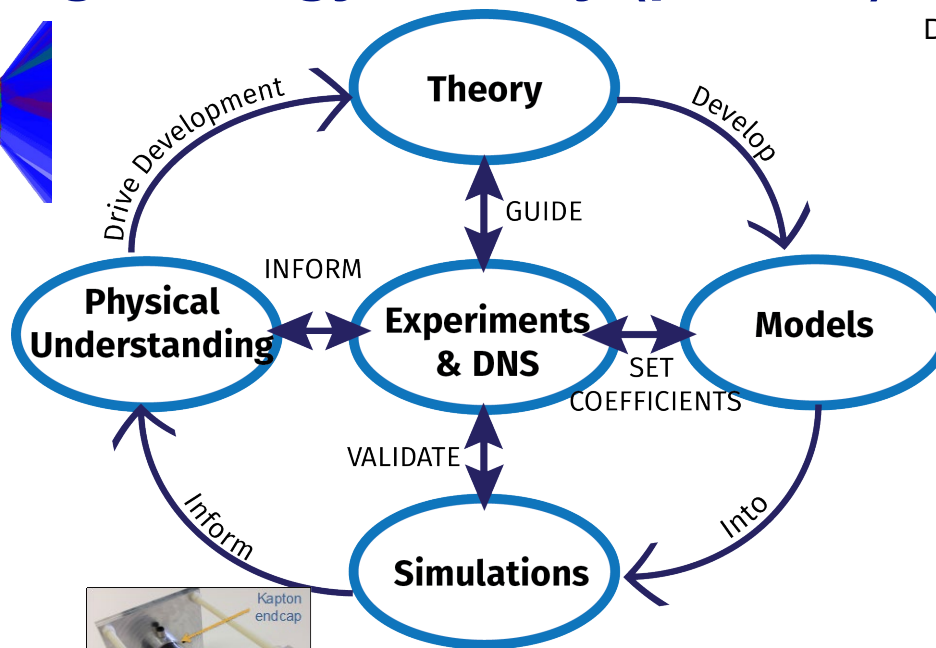 D
Theory
Drive Development
Develop
GUIDE
INFORM
Physical
Understanding
Experiments
& DNS
Models
SET
COEFFICIENTS
VALIDATE
Inform
Into
Simulations
Kapton
endcap